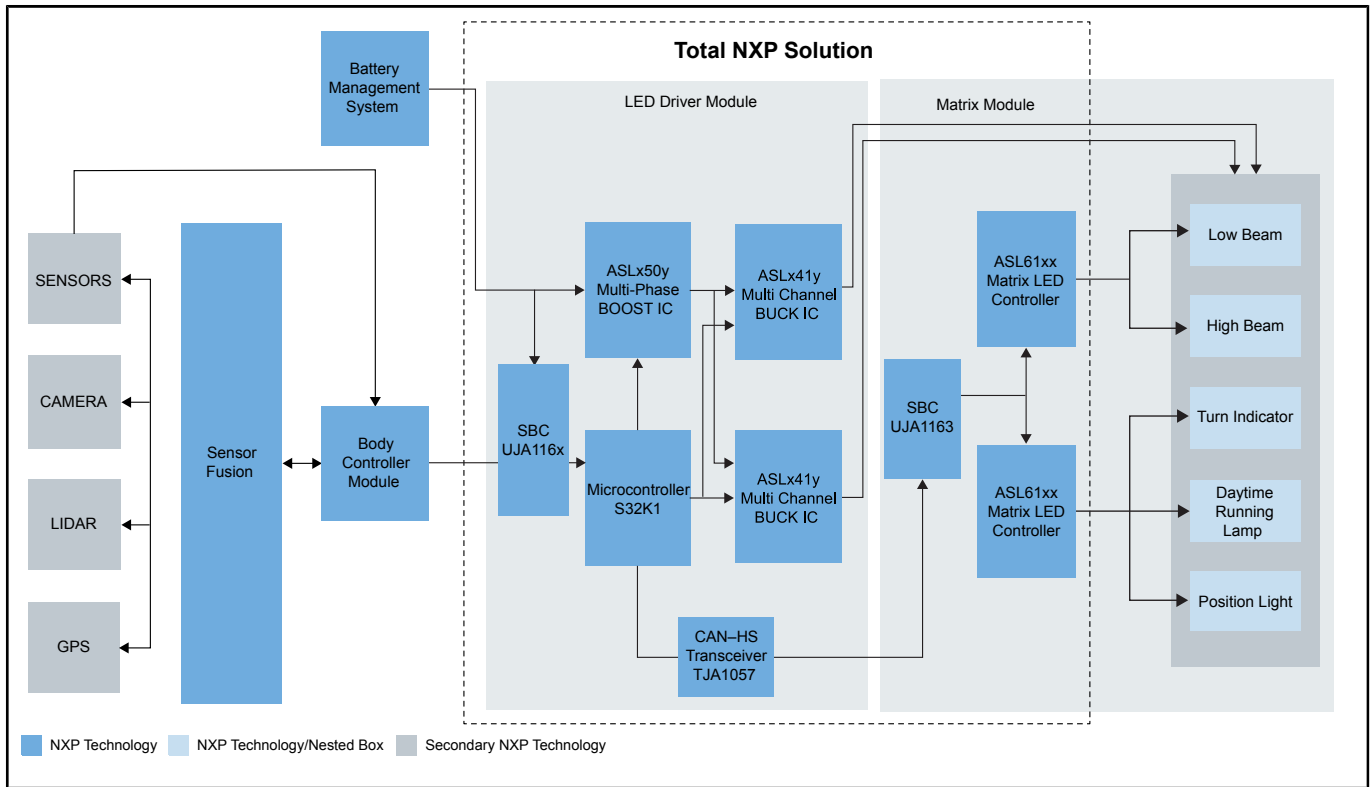 Total NXP Solution
Battery
Management
System
LED Driver Module
Matrix Module
SENSORS
CAMERA
LIDAR
GPS
Sensor
Fusion
Body
Controller
Module
SBC
UJA116x
ASLx50y
Multi-Phase
BOOST IC
Microcontroller
S32K1
ASLx41y
Multi Channel
BUCK IC
ASLx41y
Multi Channel
BUCK IC
CAN–HS
Transceiver
TJA1057
SBC
UJA1163
ASL61xx
Matrix LED
Controller
ASL61xx
Matrix LED
Controller
Low Beam
High Beam
Turn Indicator
Daytime
Running
Lamp
Position Light
NXP Technology
NXP Technology/Nested Box
Secondary NXP Technology